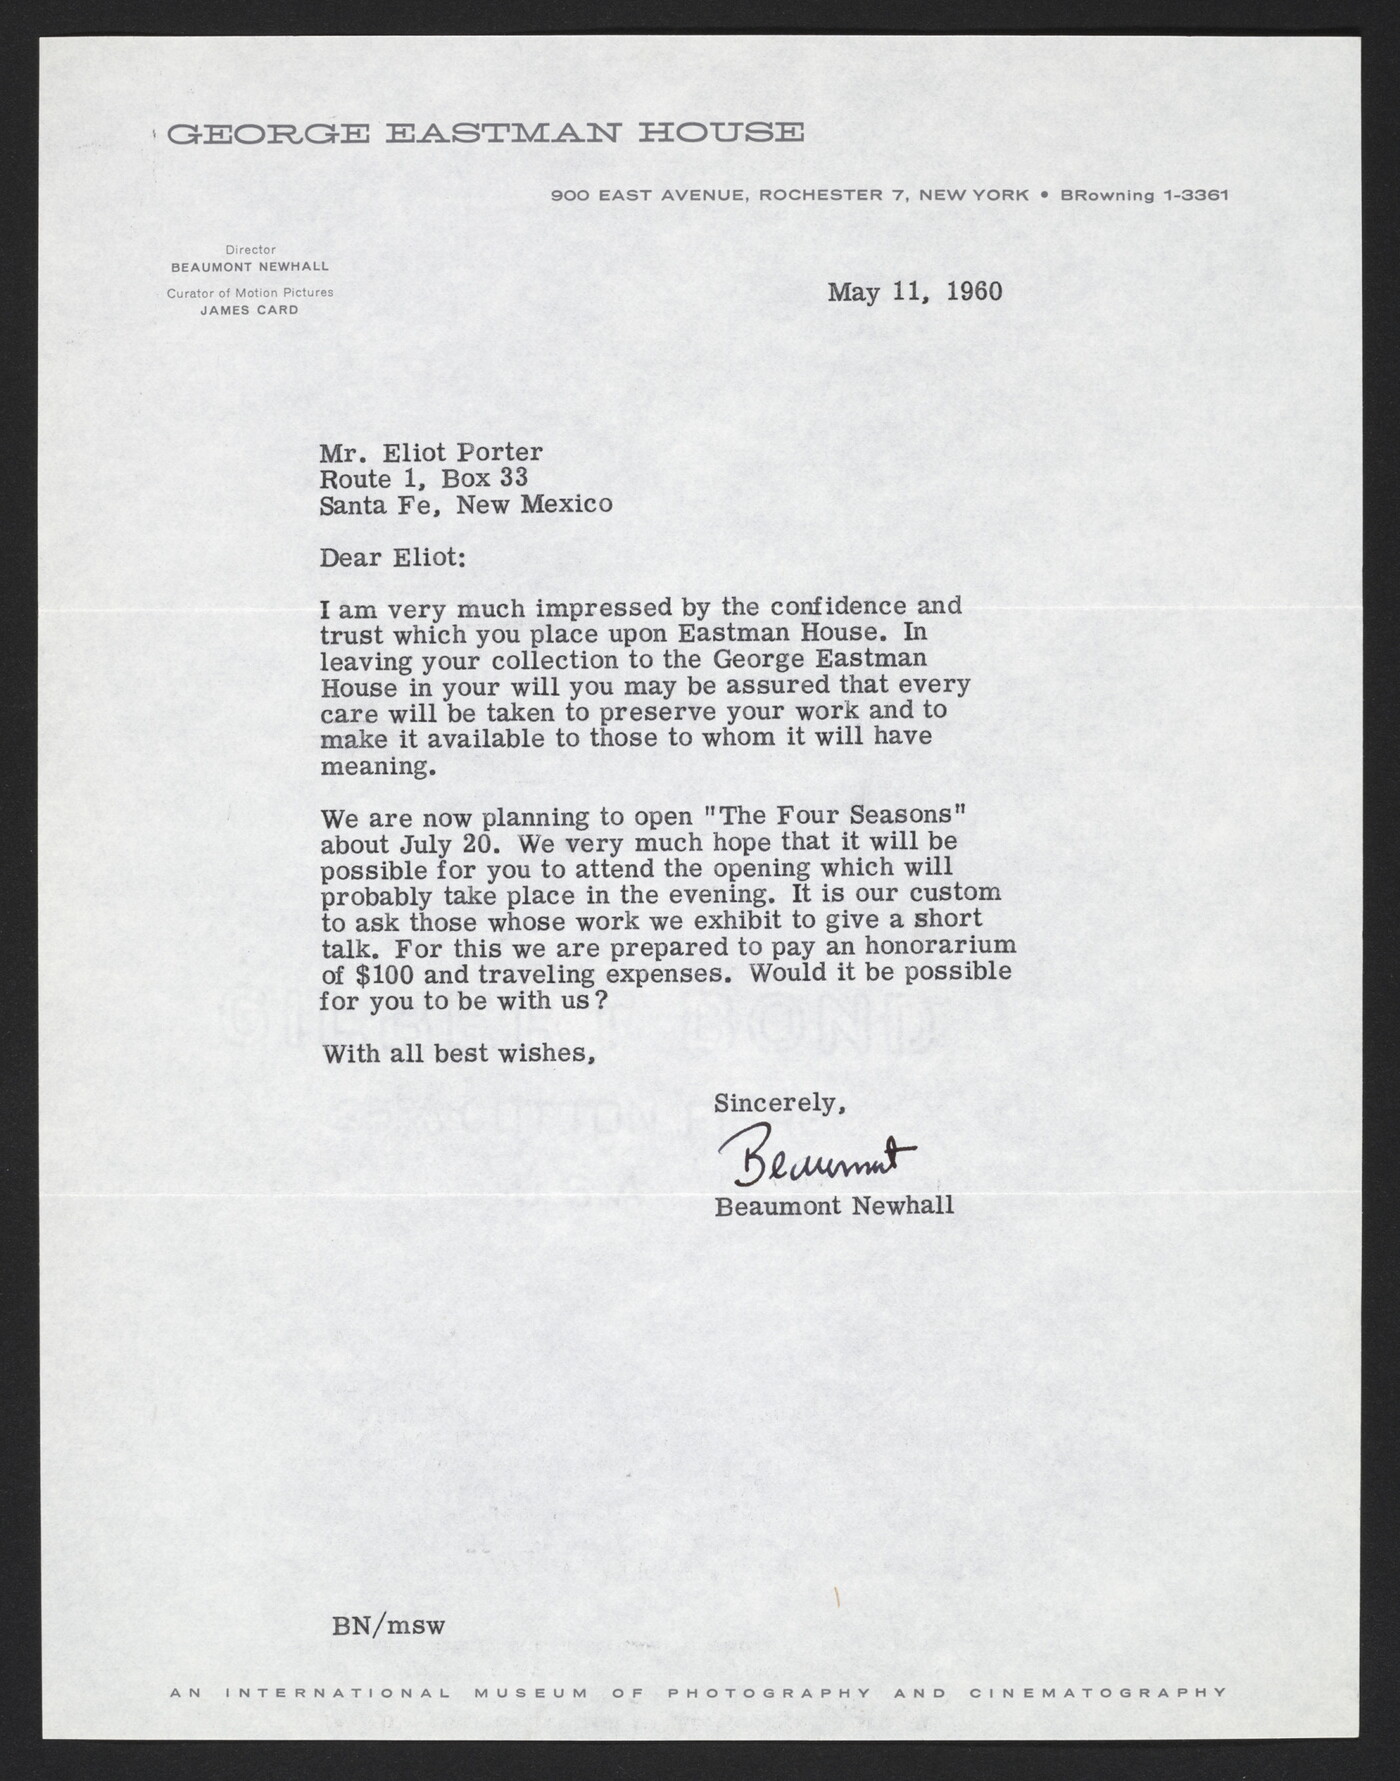 GEORGE EASTMAN HOUSE
900 EAST AVENUE, ROCHESTER 7, NEW YORK • BRowning 1-3361
Director
BEAUMONT NEWHALL
Curator of Motion Pictures
JAMES CARD
May 11, 1960
Mr. Eliot Porter
Route 1, Box 33
Santa Fe, New Mexico
Dear Eliot:
I am very much impressed by the confidence and
trust which you place upon Eastman House. In
leaving your collection to the George Eastman
House in your will you may be assured that every
care will be taken to preserve your work and to
make it available to those to whom it will have
meaning.
We are now planning to open "The Four Seasons"
about July 20. We very much hope that it will be
possible for you to attend the opening which will
probably take place in the evening. It is our custom
to ask those whose work we exhibit to give a short
talk. For this we are prepared to pay an honorarium
of $100 and traveling expenses. Would it be possible
for you to be with us?
With all best wishes,
Sincerely,
Beaumont
Beaumont Newhall
BN/msw
AN INTERNATIONAL MUSEUM OF PHOTOGRAPHY AND CINEMATOGRAPHY